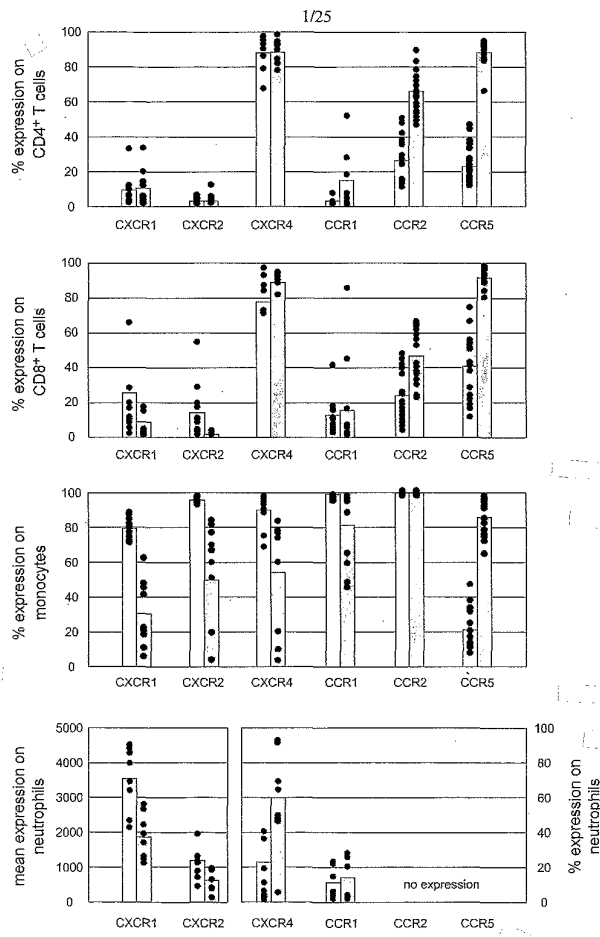 1/25
% expression on
CD4+ T cells
100
80
60
40
20
0
CXCR1 CXCR2 CXCR4 CCR1 CCR2 CCR5
% expression on
CD8+ T cells
100
80
60
40
20
0
CXCR1 CXCR2 CXCR4 CCR1 CCR2 CCR5
% expression on
monocytes
100
80
60
40
20
0
CXCR1 CXCR2 CXCR4 CCR1 CCR2 CCR5
mean expression on
neutrophils
5000
4000
3000
2000
1000
0
100
80
60
40
20
0
% expression on
neutrophils
no expression
CXCR1 CXCR2 CXCR4 CCR1 CCR2 CCR5